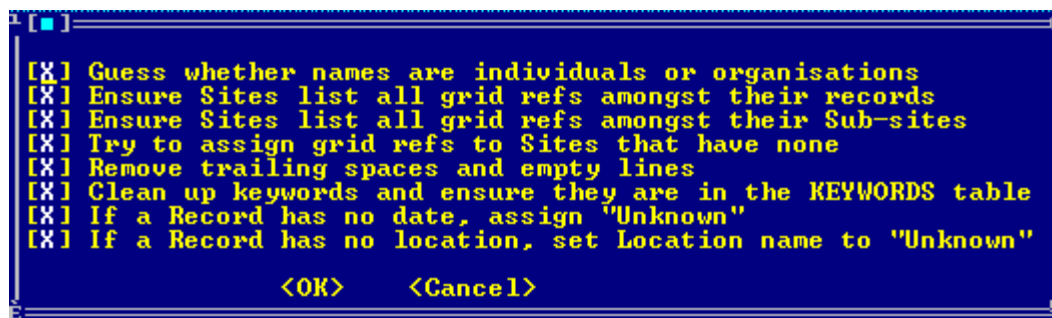 [X] Guess whether names are individuals or organisations
[X] Ensure Sites list all grid refs amongst their records
[X] Ensure Sites list all grid refs amongst their Sub-sites
[X] Try to assign grid refs to Sites that have none
[X] Remove trailing spaces and empty lines
[X] Clean up keywords and ensure they are in the KEYWORDS table
[X] If a Record has no date, assign "Unknown"
[X] If a Record has no location, set Location name to "Unknown"
<OK> <Cancel>